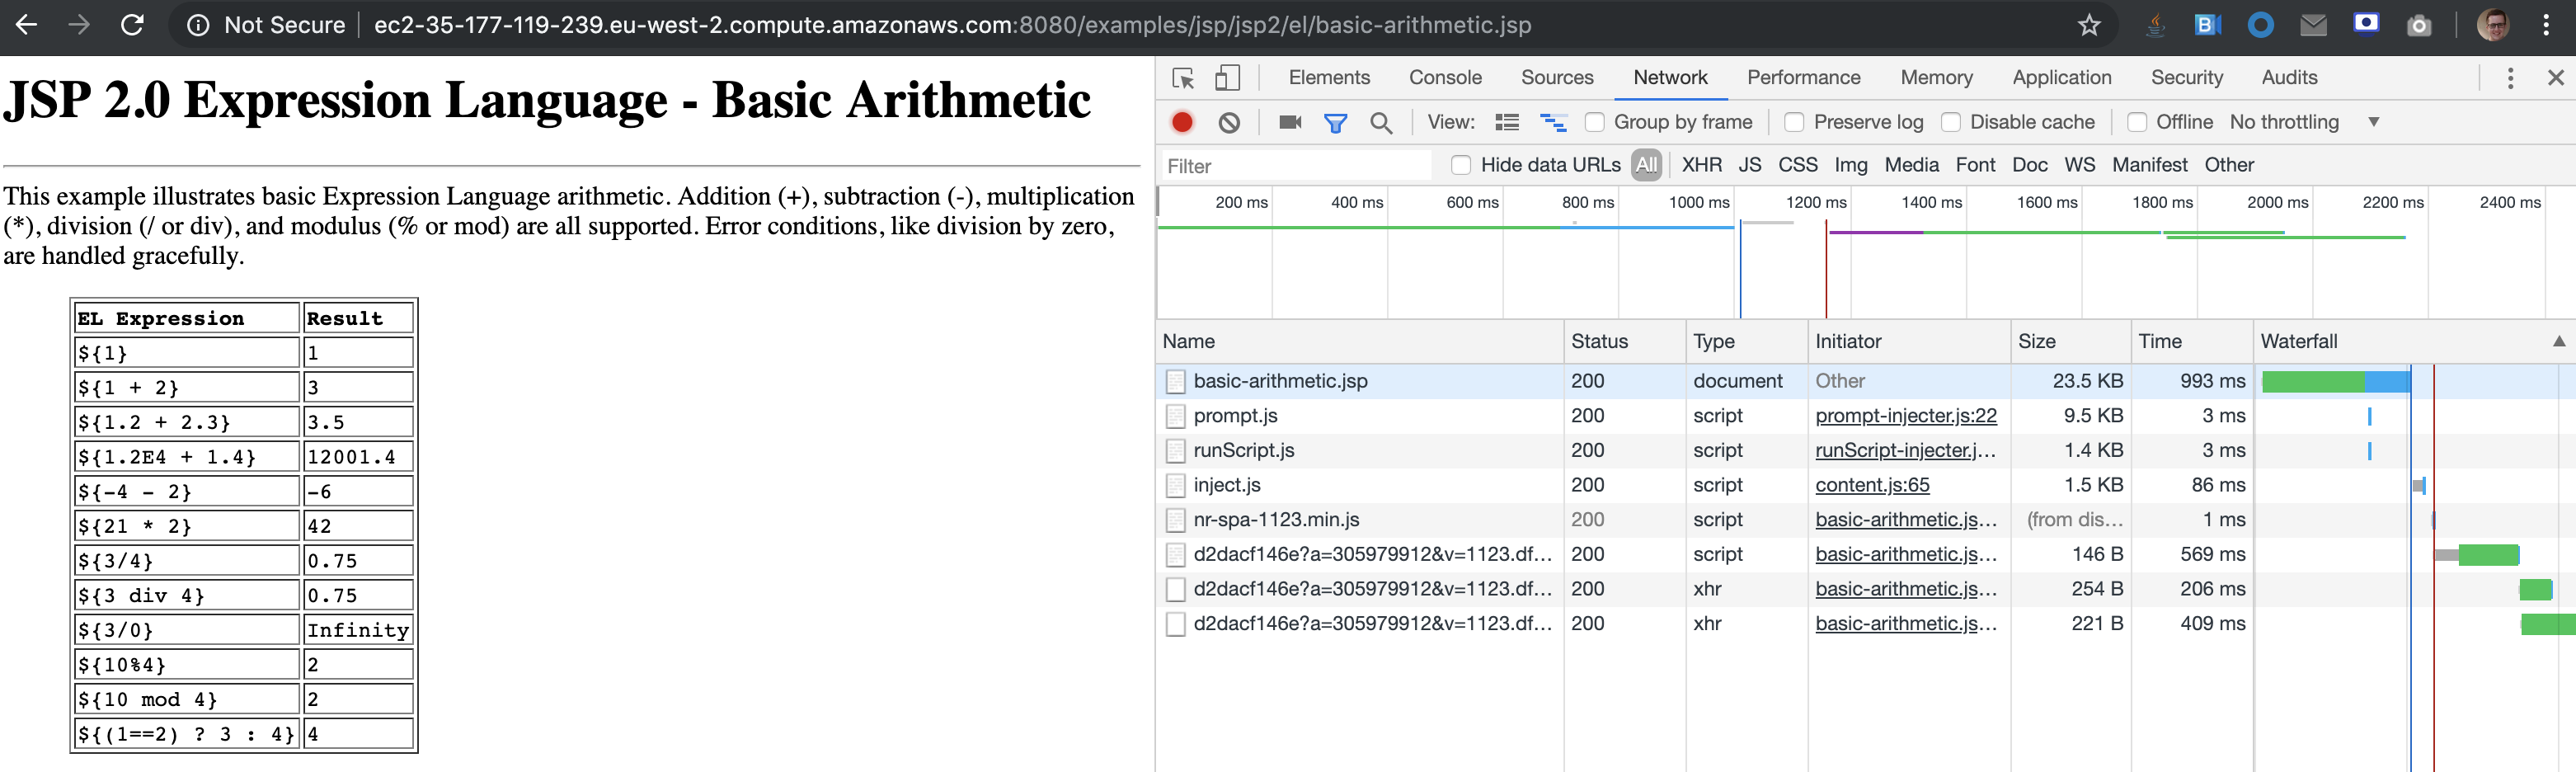 Not Secure | ec2-35-177-119-239.eu-west-2.compute.amazonaws.com:8080/examples/jsp/jsp2/el/basic-arithmetic.jsp
JSP 2.0 Expression Language - Basic Arithmetic
This example illustrates basic Expression Language arithmetic. Addition (+), subtraction (-), multiplication
(*), division (/ or div), and modulus (% or mod) are all supported. Error conditions, like division by zero,
are handled gracefully.
EL Expression Result
${1} 1
${1 + 2} 3
${1.2 + 2.3} 3.5
${1.2E4 + 1.4} 12001.4
${-4 - 2} -6
${21 * 2} 42
${3/4} 0.75
${3 div 4} 0.75
${3/0} Infinity
${10%4} 2
${10 mod 4} 2
${(1==2) ? 3 : 4} 4
Elements Console Sources Network Performance Memory Application Security Audits
View: Group by frame Preserve log Disable cache Offline No throttling
Filter Hide data URLs All XHR JS CSS Img Media Font Doc WS Manifest Other
200 ms 400 ms 600 ms 800 ms 1000 ms 1200 ms 1400 ms 1600 ms 1800 ms 2000 ms 2200 ms 2400 ms
Name Status Type Initiator Size Time Waterfall
basic-arithmetic.jsp 200 document Other 23.5 KB 993 ms
prompt.js 200 script prompt-injecter.js:22 9.5 KB 3 ms
runScript.js 200 script runScript-injecter.j... 1.4 KB 3 ms
inject.js 200 script content.js:65 1.5 KB 86 ms
nr-spa-1123.min.js 200 script basic-arithmetic.js... (from dis... 1 ms
d2dacf146e?a=305979912&v=1123.df... 200 script basic-arithmetic.js... 146 B 569 ms
d2dacf146e?a=305979912&v=1123.df... 200 xhr basic-arithmetic.js... 254 B 206 ms
d2dacf146e?a=305979912&v=1123.df... 200 xhr basic-arithmetic.js... 221 B 409 ms